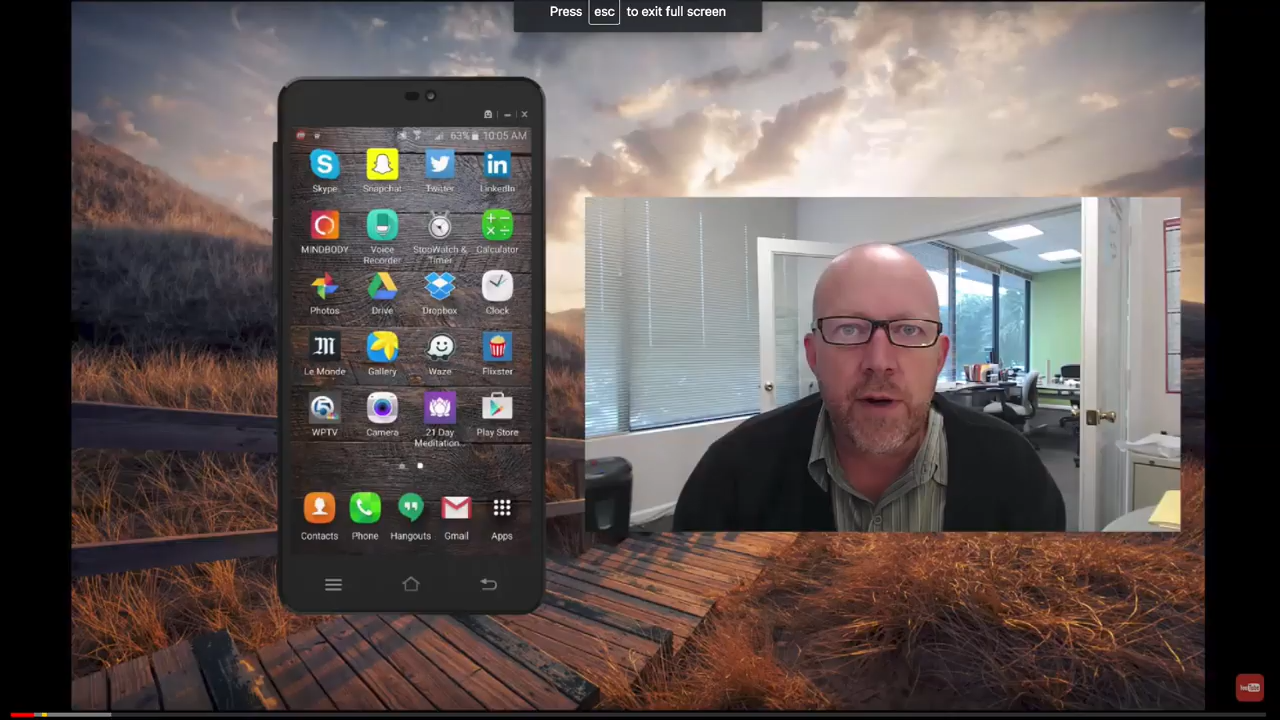 Press esc to exit full screen
63% 10:05 AM
Skype Snapchat Twitter LinkedIn
MINDBODY Voice Recorder StopWatch & Timer Calculator
Photos Drive Dropbox Clock
Le Monde Gallery Waze Flixster
WPTV Camera 21 Day Meditation Play Store
Contacts Phone Hangouts Gmail Apps
YouTube